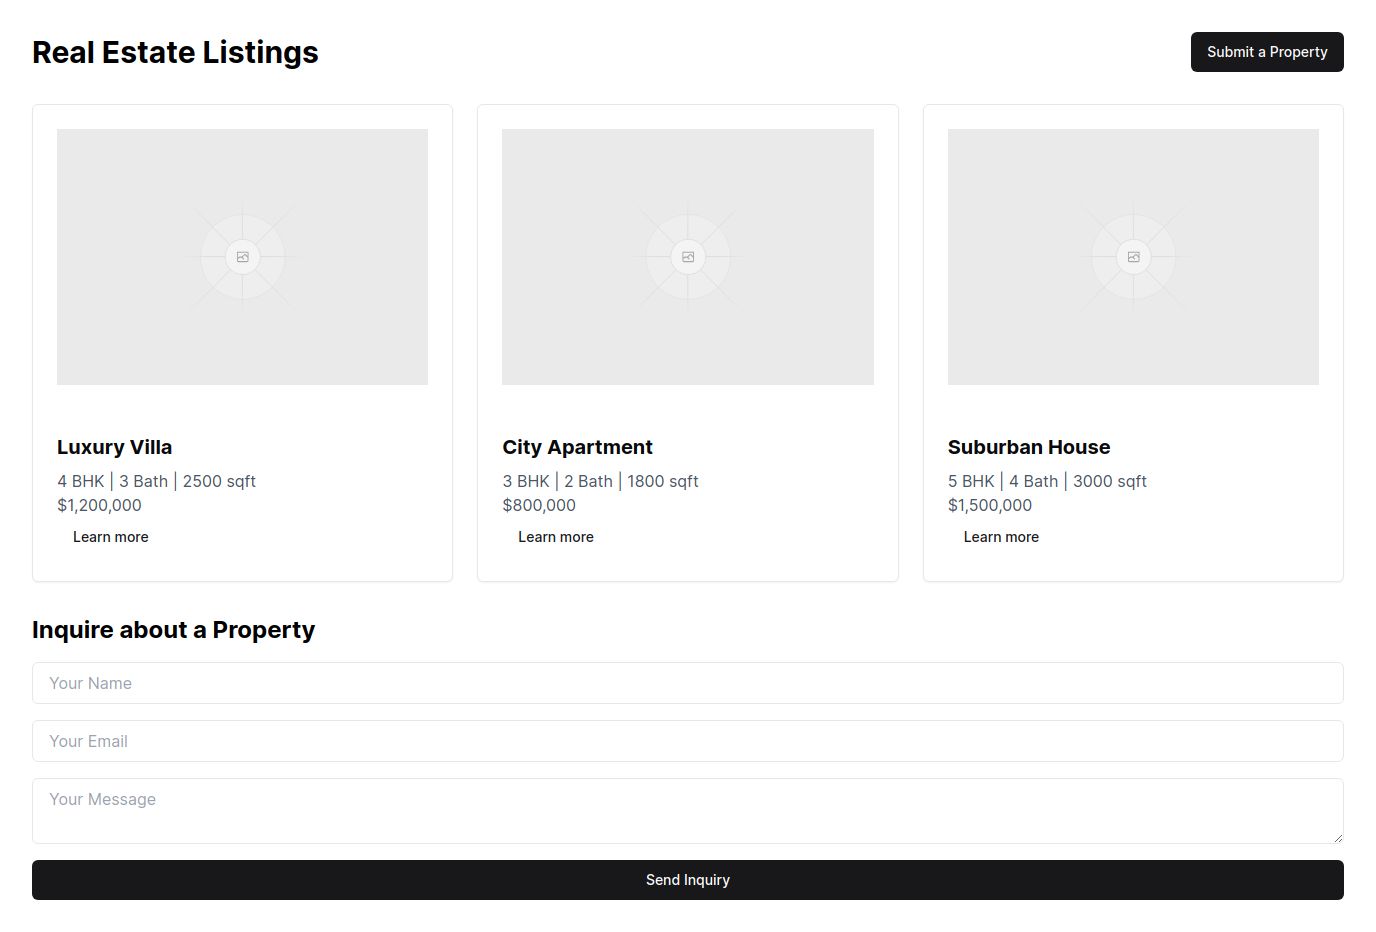 Real Estate Listings
Submit a Property
Luxury Villa
4 BHK | 3 Bath | 2500 sqft
$1,200,000
Learn more
City Apartment
3 BHK | 2 Bath | 1800 sqft
$800,000
Learn more
Suburban House
5 BHK | 4 Bath | 3000 sqft
$1,500,000
Learn more
Inquire about a Property
Your Name
Your Email
Your Message
Send Inquiry